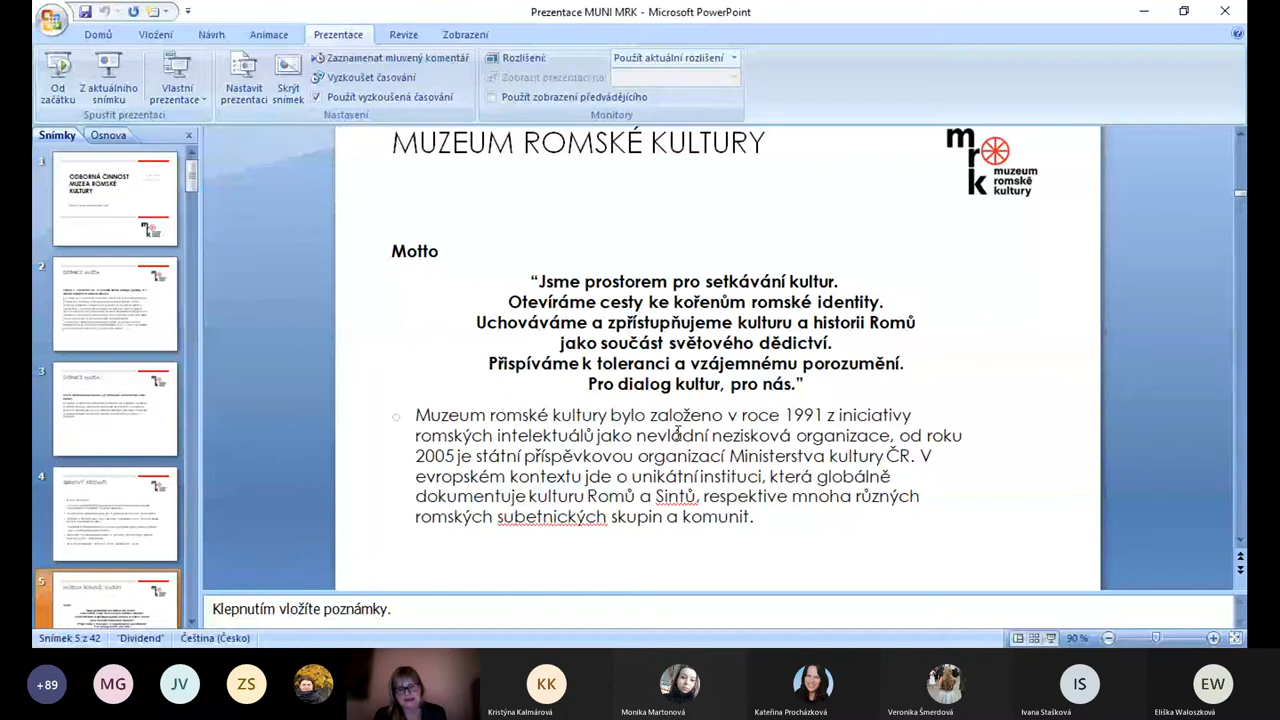 Prezentace MUNI MRK - Microsoft PowerPoint
Domů Vložení Návrh Animace Prezentace Revize Zobrazení
Od začátku
Z aktuálního snímku
Vlastní prezentace
Spustit prezentaci
Nastavit prezentaci
Skrýt snímek
Zaznamenat mluvený komentář
Vyzkoušet časování
Použít vyzkoušená časování
Nastavení
Rozlišení: Použít aktuální rozlišení
Zobrazit prezentaci na:
Použít zobrazení předvádějícího
Monitory
Snímky Osnova
1
ODBORNÁ ČINNOST
MUZEA ROMSKÉ
KULTURY
mrk
2
3
4
5
MUZEUM ROMSKÉ KULTURY
mrk
muzeum
romské
kultury
Motto
“Jsme prostorem pro setkávání kultur.
Otevíráme cesty ke kořenům romské identity.
Uchováváme a zpřístupňujeme kulturu a historii Romů
jako součást světového dědictví.
Přispíváme k toleranci a vzájemnému porozumění.
Pro dialog kultur, pro nás.”
Muzeum romské kultury bylo založeno v roce 1991 z iniciativy
romských intelektuálů jako nevládní nezisková organizace, od roku
2005 je státní příspěvkovou organizací Ministerstva kultury ČR. V
evropském kontextu jde o unikátní instituci, která globálně
dokumentuje kulturu Romů a Sintů, respektive mnoha různých
romských subetnických skupin a komunit.
Klepnutím vložíte poznámky.
Snímek 5 z 42 "Dividend" Čeština (Česko) 90 %
+89 MG JV ZS KK IS EW
Kristýna Kalmárová Monika Martonová Kateřina Procházková Veronika Šmerdová Ivana Stašková Eliška Waloszková